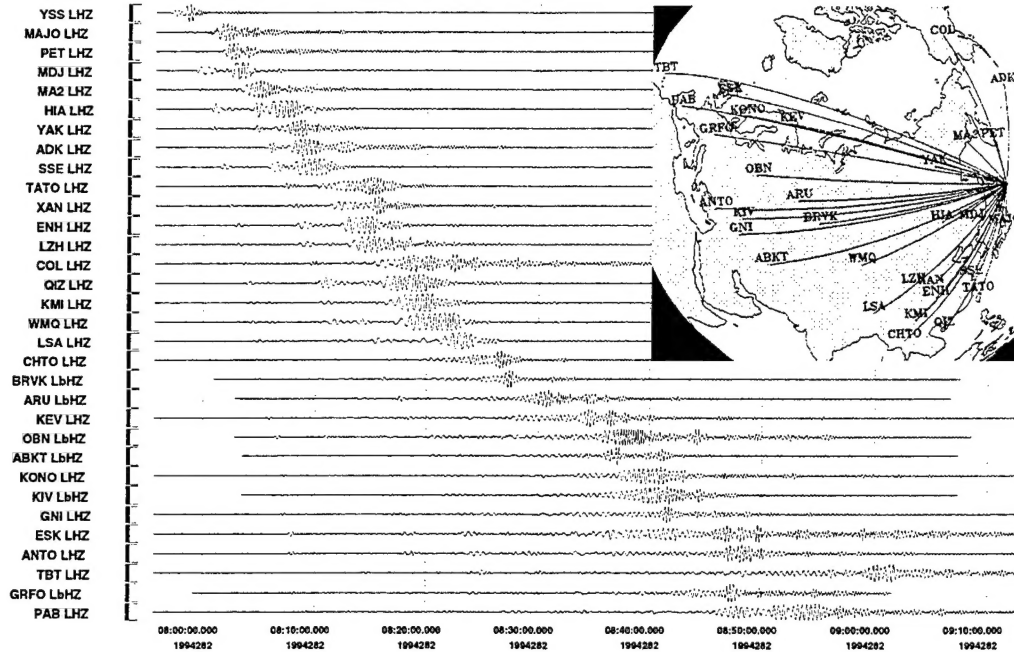 YSS LHZ
MAJO LHZ
PET LHZ
MDJ LHZ
MA2 LHZ
HIA LHZ
YAK LHZ
ADK LHZ
SSE LHZ
TATO LHZ
XAN LHZ
ENH LHZ
LZH LHZ
COL LHZ
QIZ LHZ
KMI LHZ
WMQ LHZ
LSA LHZ
CHTO LHZ
BRVK LbHZ
ARU LbHZ
KEV LHZ
OBN LbHZ
ABKT LbHZ
KONO LHZ
KIV LbHZ
GNI LHZ
ESK LHZ
ANTO LHZ
TBT LHZ
GRFO LbHZ
PAB LHZ
08:00:00.000 08:10:00.000 08:20:00.000 08:30:00.000 08:40:00.000 08:50:00.000 09:00:00.000 09:10:00.000
1994282 1994282 1994282 1994282 1994282 1994282 1994282 1994282
COL
TBT
ADK
ESK
PAB
KONO
KEV
GRFO
MA2 PET
YAK
OBN
ARU
ANTO
KIV
BRVK
HIA MDJ
MAJO
GNI
ABKT
WMQ
SSE
LZH XAN
ENH
TATO
LSA
KMI
QIZ
CHTO